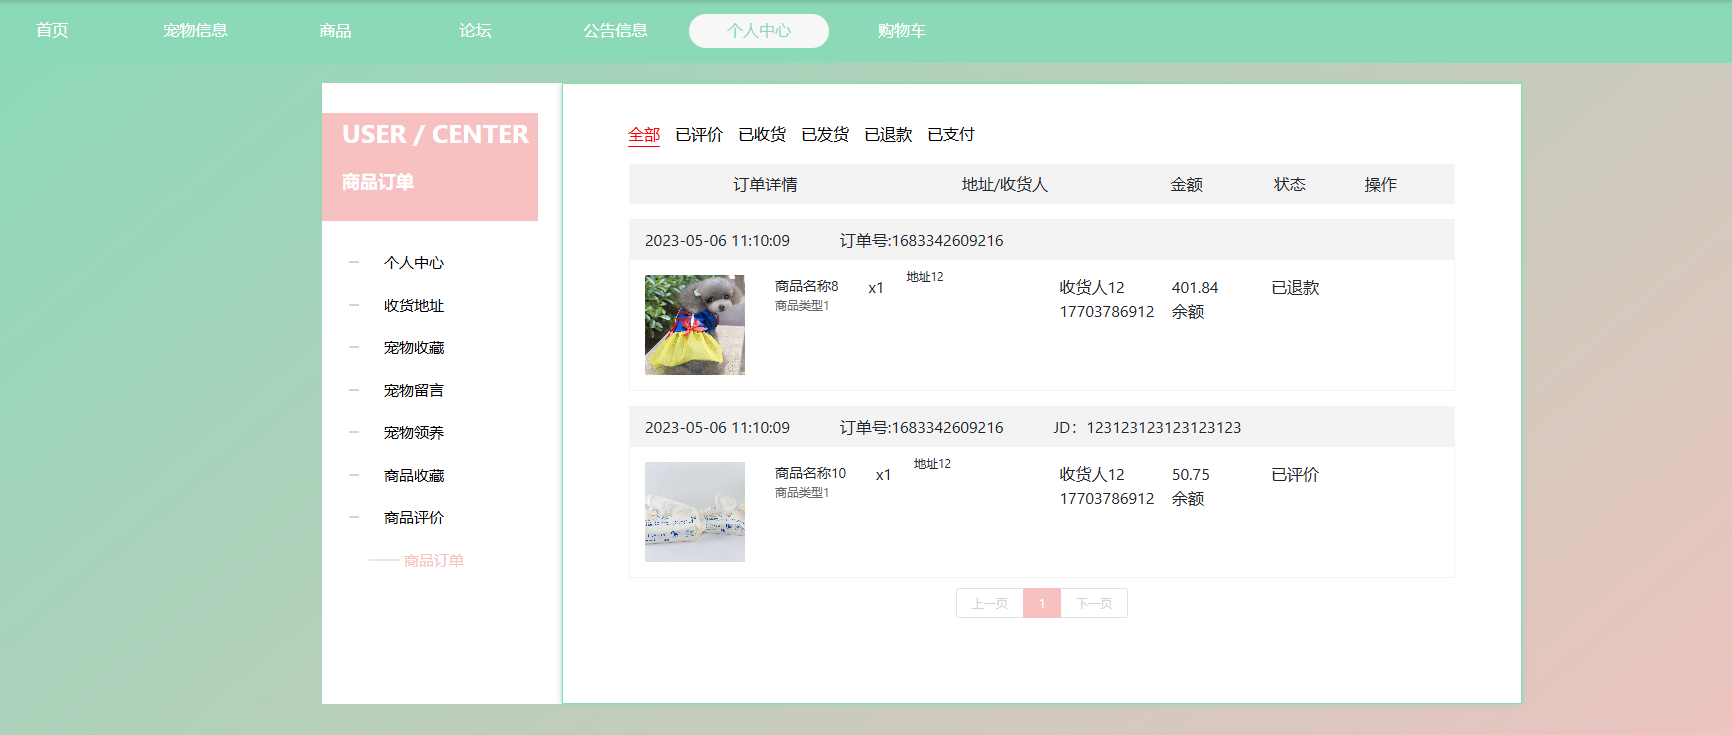 首页 宠物信息 商品 论坛 公告信息 个人中心 购物车
USER / CENTER
商品订单
个人中心
收货地址
宠物收藏
宠物留言
宠物领养
商品收藏
商品评价
商品订单
全部 已评价 已收货 已发货 已退款 已支付
订单详情 地址/收货人 金额 状态 操作
2023-05-06 11:10:09 订单号:1683342609216
商品名称8 x1 地址12 收货人12 401.84 已退款
商品类型1 17703786912 余额
2023-05-06 11:10:09 订单号:1683342609216 JD：123123123123123123
商品名称10 x1 地址12 收货人12 50.75 已评价
商品类型1 17703786912 余额
上一页 1 下一页